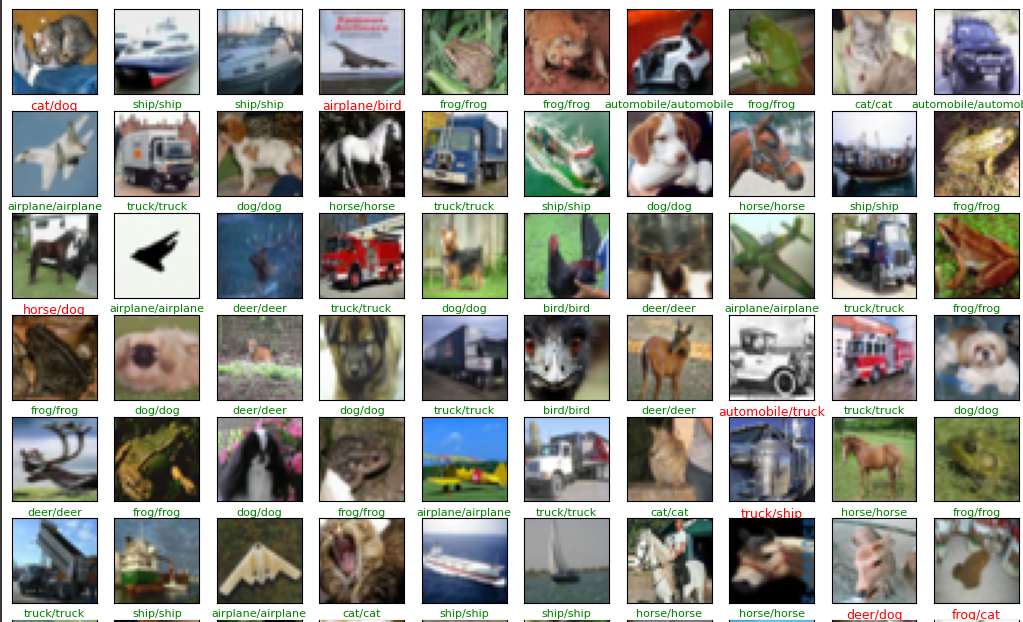 cat/dog ship/ship ship/ship airplane/bird frog/frog frog/frog automobile/automobile frog/frog cat/cat automobile/automob
airplane/airplane truck/truck dog/dog horse/horse truck/truck ship/ship dog/dog horse/horse ship/ship frog/frog
horse/dog airplane/airplane deer/deer truck/truck dog/dog bird/bird deer/deer airplane/airplane truck/truck frog/frog
frog/frog dog/dog deer/deer dog/dog truck/truck bird/bird deer/deer automobile/truck truck/truck dog/dog
deer/deer frog/frog dog/dog frog/frog airplane/airplane truck/truck cat/cat truck/ship horse/horse frog/frog
truck/truck ship/ship airplane/airplane cat/cat ship/ship ship/ship horse/horse horse/horse deer/dog frog/cat